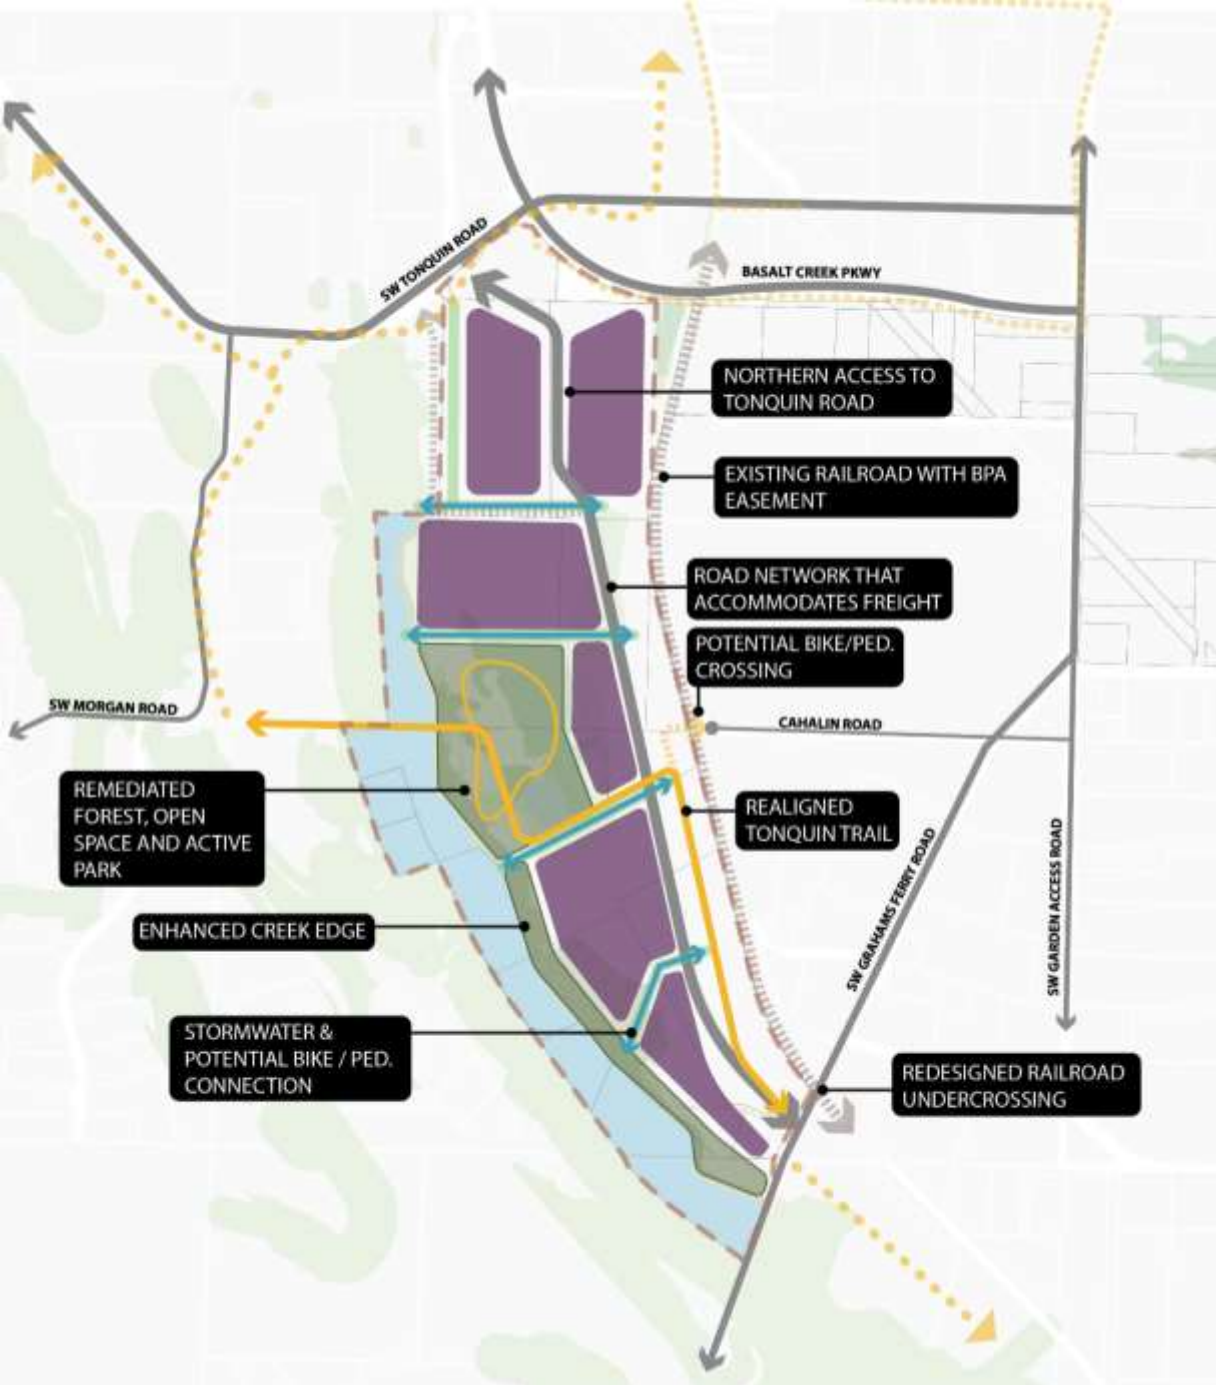 SW TONQUIN ROAD
BASALT CREEK PKWY
NORTHERN ACCESS TO
TONQUIN ROAD
EXISTING RAILROAD WITH BPA
EASEMENT
ROAD NETWORK THAT
ACCOMMODATES FREIGHT
POTENTIAL BIKE/PED.
CROSSING
SW MORGAN ROAD
CAHALIN ROAD
REMEDIATED
FOREST, OPEN
SPACE AND ACTIVE
PARK
REALIGNED
TONQUIN TRAIL
SW GRAHAMS FERRY ROAD
SW GARDEN ACCESS ROAD
ENHANCED CREEK EDGE
STORMWATER &
POTENTIAL BIKE / PED.
CONNECTION
REDESIGNED RAILROAD
UNDERCROSSING